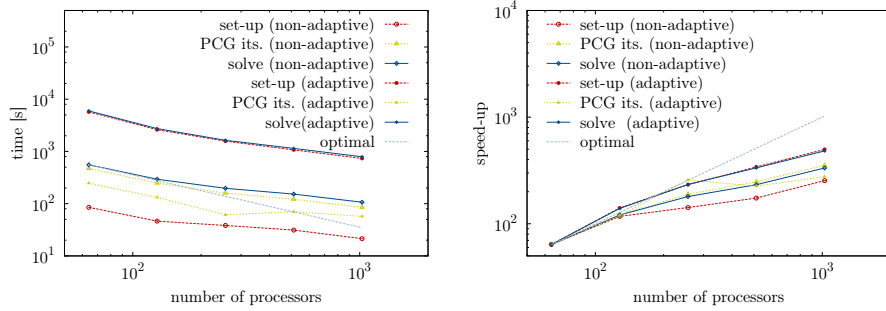 10^5
10^4
10^3
10^2
10^1
time [s]
set-up (non-adaptive)
PCG its. (non-adaptive)
solve (non-adaptive)
set-up (adaptive)
PCG its. (adaptive)
solve(adaptive)
optimal
10^2
10^3
number of processors
10^4
10^3
10^2
speed-up
set-up (non-adaptive)
PCG its. (non-adaptive)
solve (non-adaptive)
set-up (adaptive)
PCG its. (adaptive)
solve (adaptive)
optimal
10^2
10^3
number of processors